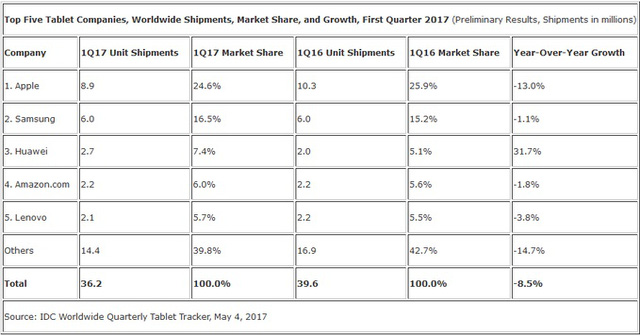 Top Five Tablet Companies, Worldwide Shipments, Market Share, and Growth, First Quarter 2017 (Preliminary Results, Shipments in millions)
Company 1Q17 Unit Shipments 1Q17 Market Share 1Q16 Unit Shipments 1Q16 Market Share Year-Over-Year Growth
1. Apple 8.9 24.6% 10.3 25.9% -13.0%
2. Samsung 6.0 16.5% 6.0 15.2% -1.1%
3. Huawei 2.7 7.4% 2.0 5.1% 31.7%
4. Amazon.com 2.2 6.0% 2.2 5.6% -1.8%
5. Lenovo 2.1 5.7% 2.2 5.5% -3.8%
Others 14.4 39.8% 16.9 42.7% -14.7%
Total 36.2 100.0% 39.6 100.0% -8.5%
Source: IDC Worldwide Quarterly Tablet Tracker, May 4, 2017